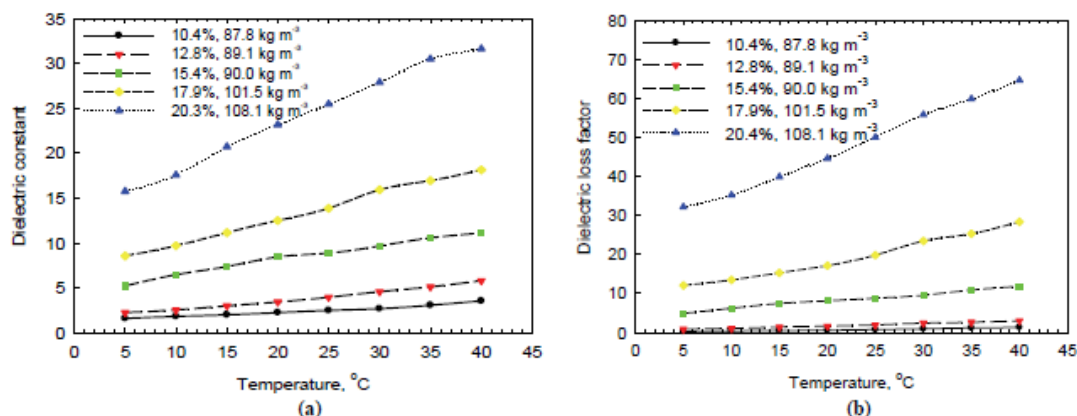 35
30
25
20
15
10
5
0
Dielectric constant
10.4%, 87.8 kg m⁻³
12.8%, 89.1 kg m⁻³
15.4%, 90.0 kg m⁻³
17.9%, 101.5 kg m⁻³
20.3%, 108.1 kg m⁻³
0 5 10 15 20 25 30 35 40 45
Temperature, °C
(a)
80
70
60
50
40
30
20
10
0
Dielectric loss factor
10.4%, 87.8 kg m⁻³
12.8%, 89.1 kg m⁻³
15.4%, 90.0 kg m⁻³
17.9%, 101.5 kg m⁻³
20.4%, 108.1 kg m⁻³
0 5 10 15 20 25 30 35 40 45
Temperature, °C
(b)